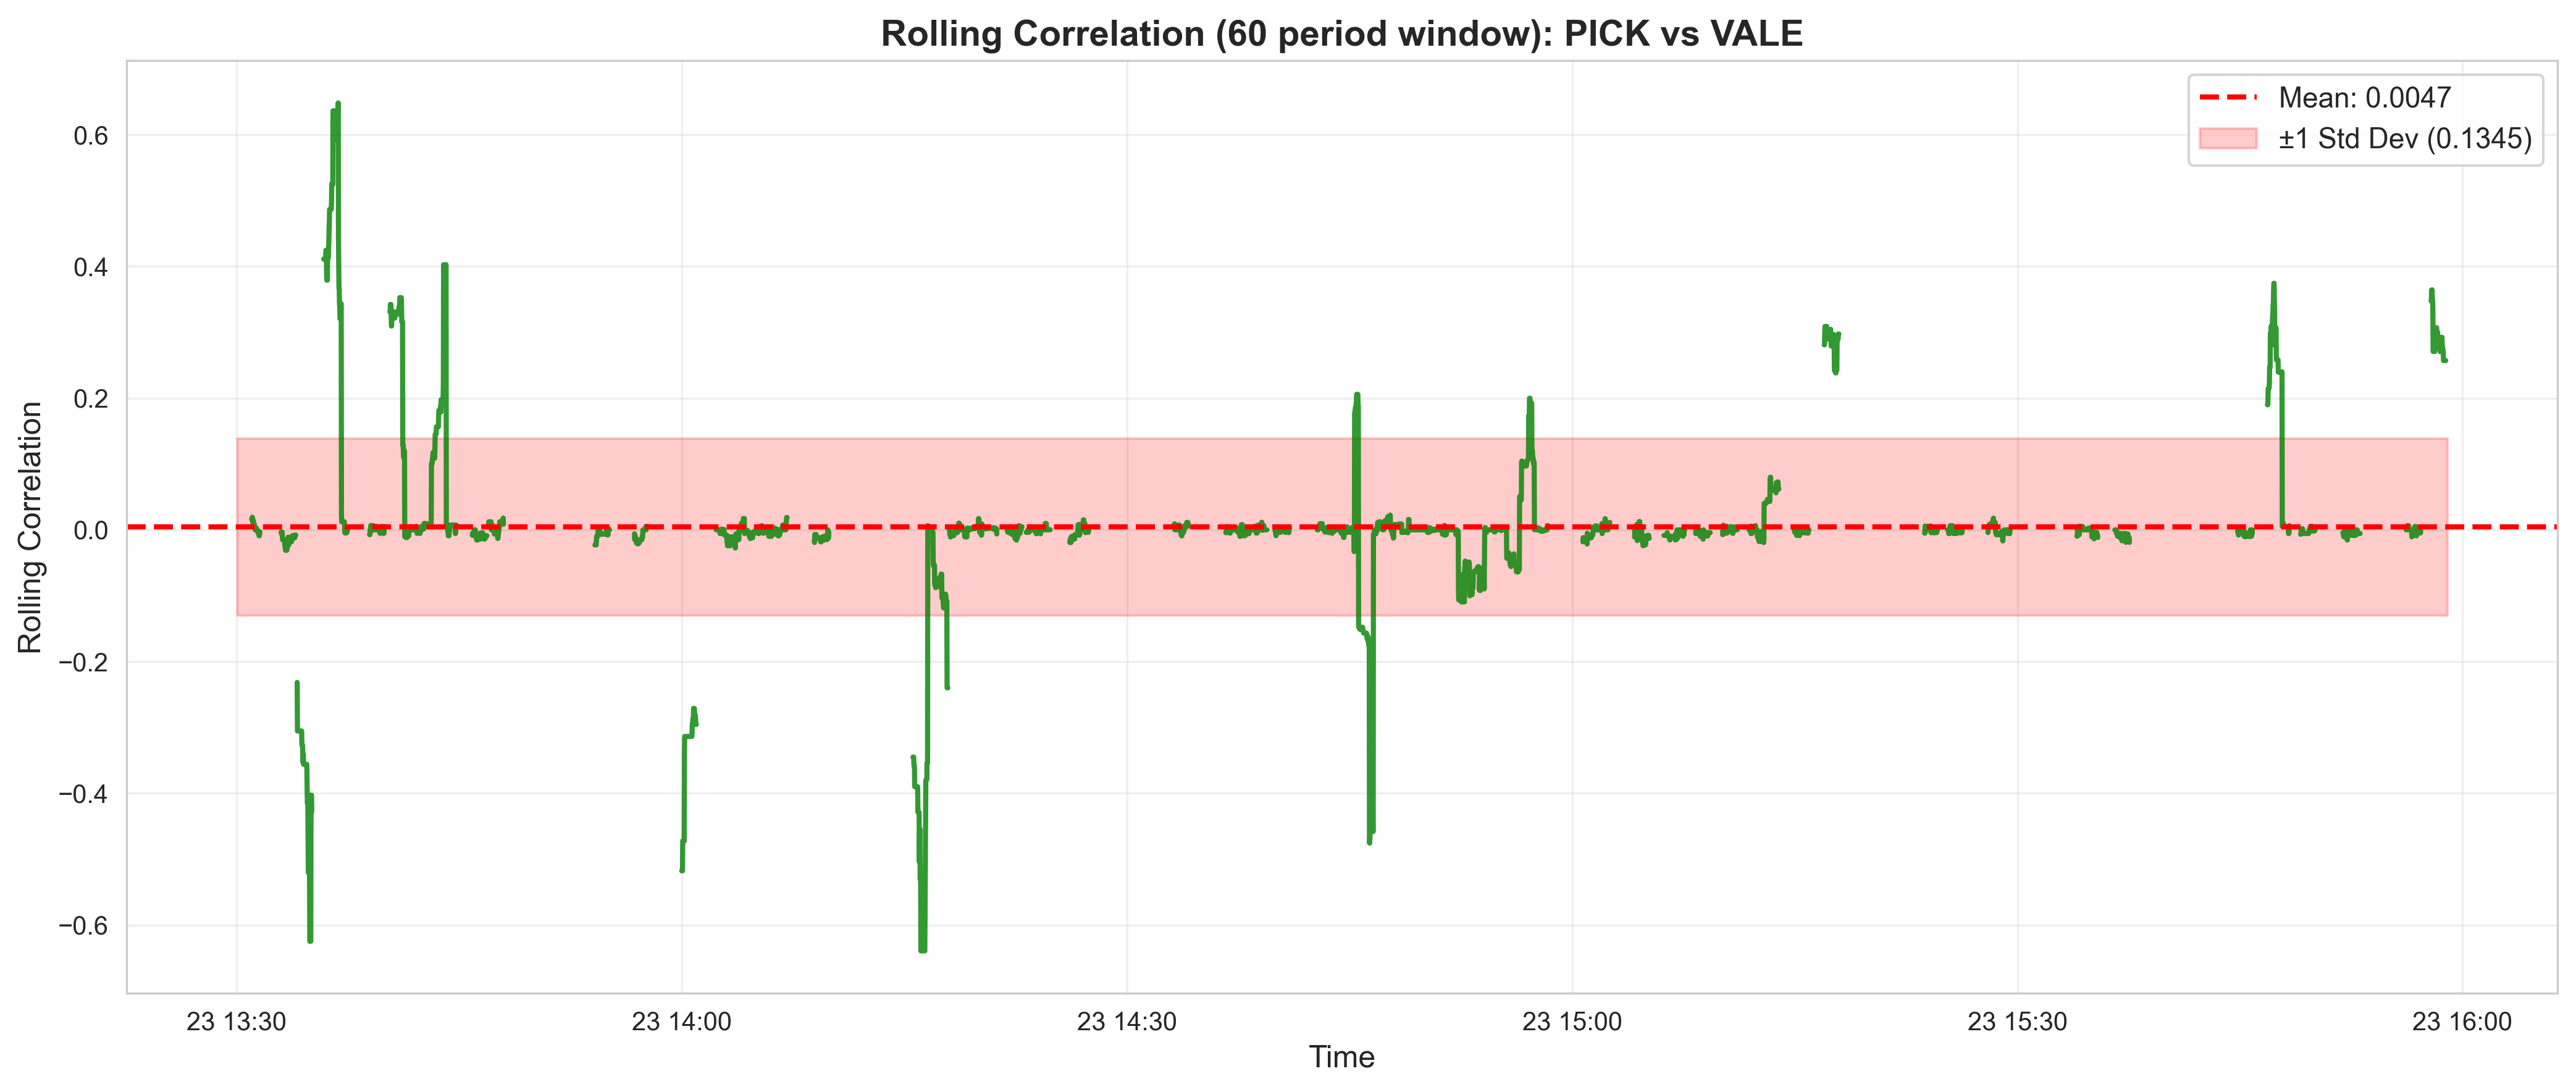 Rolling Correlation (60 period window): PICK vs VALE
Mean: 0.0047
±1 Std Dev (0.1345)
Rolling Correlation
0.6
0.4
0.2
0.0
−0.2
−0.4
−0.6
23 13:30
23 14:00
23 14:30
23 15:00
23 15:30
23 16:00
Time